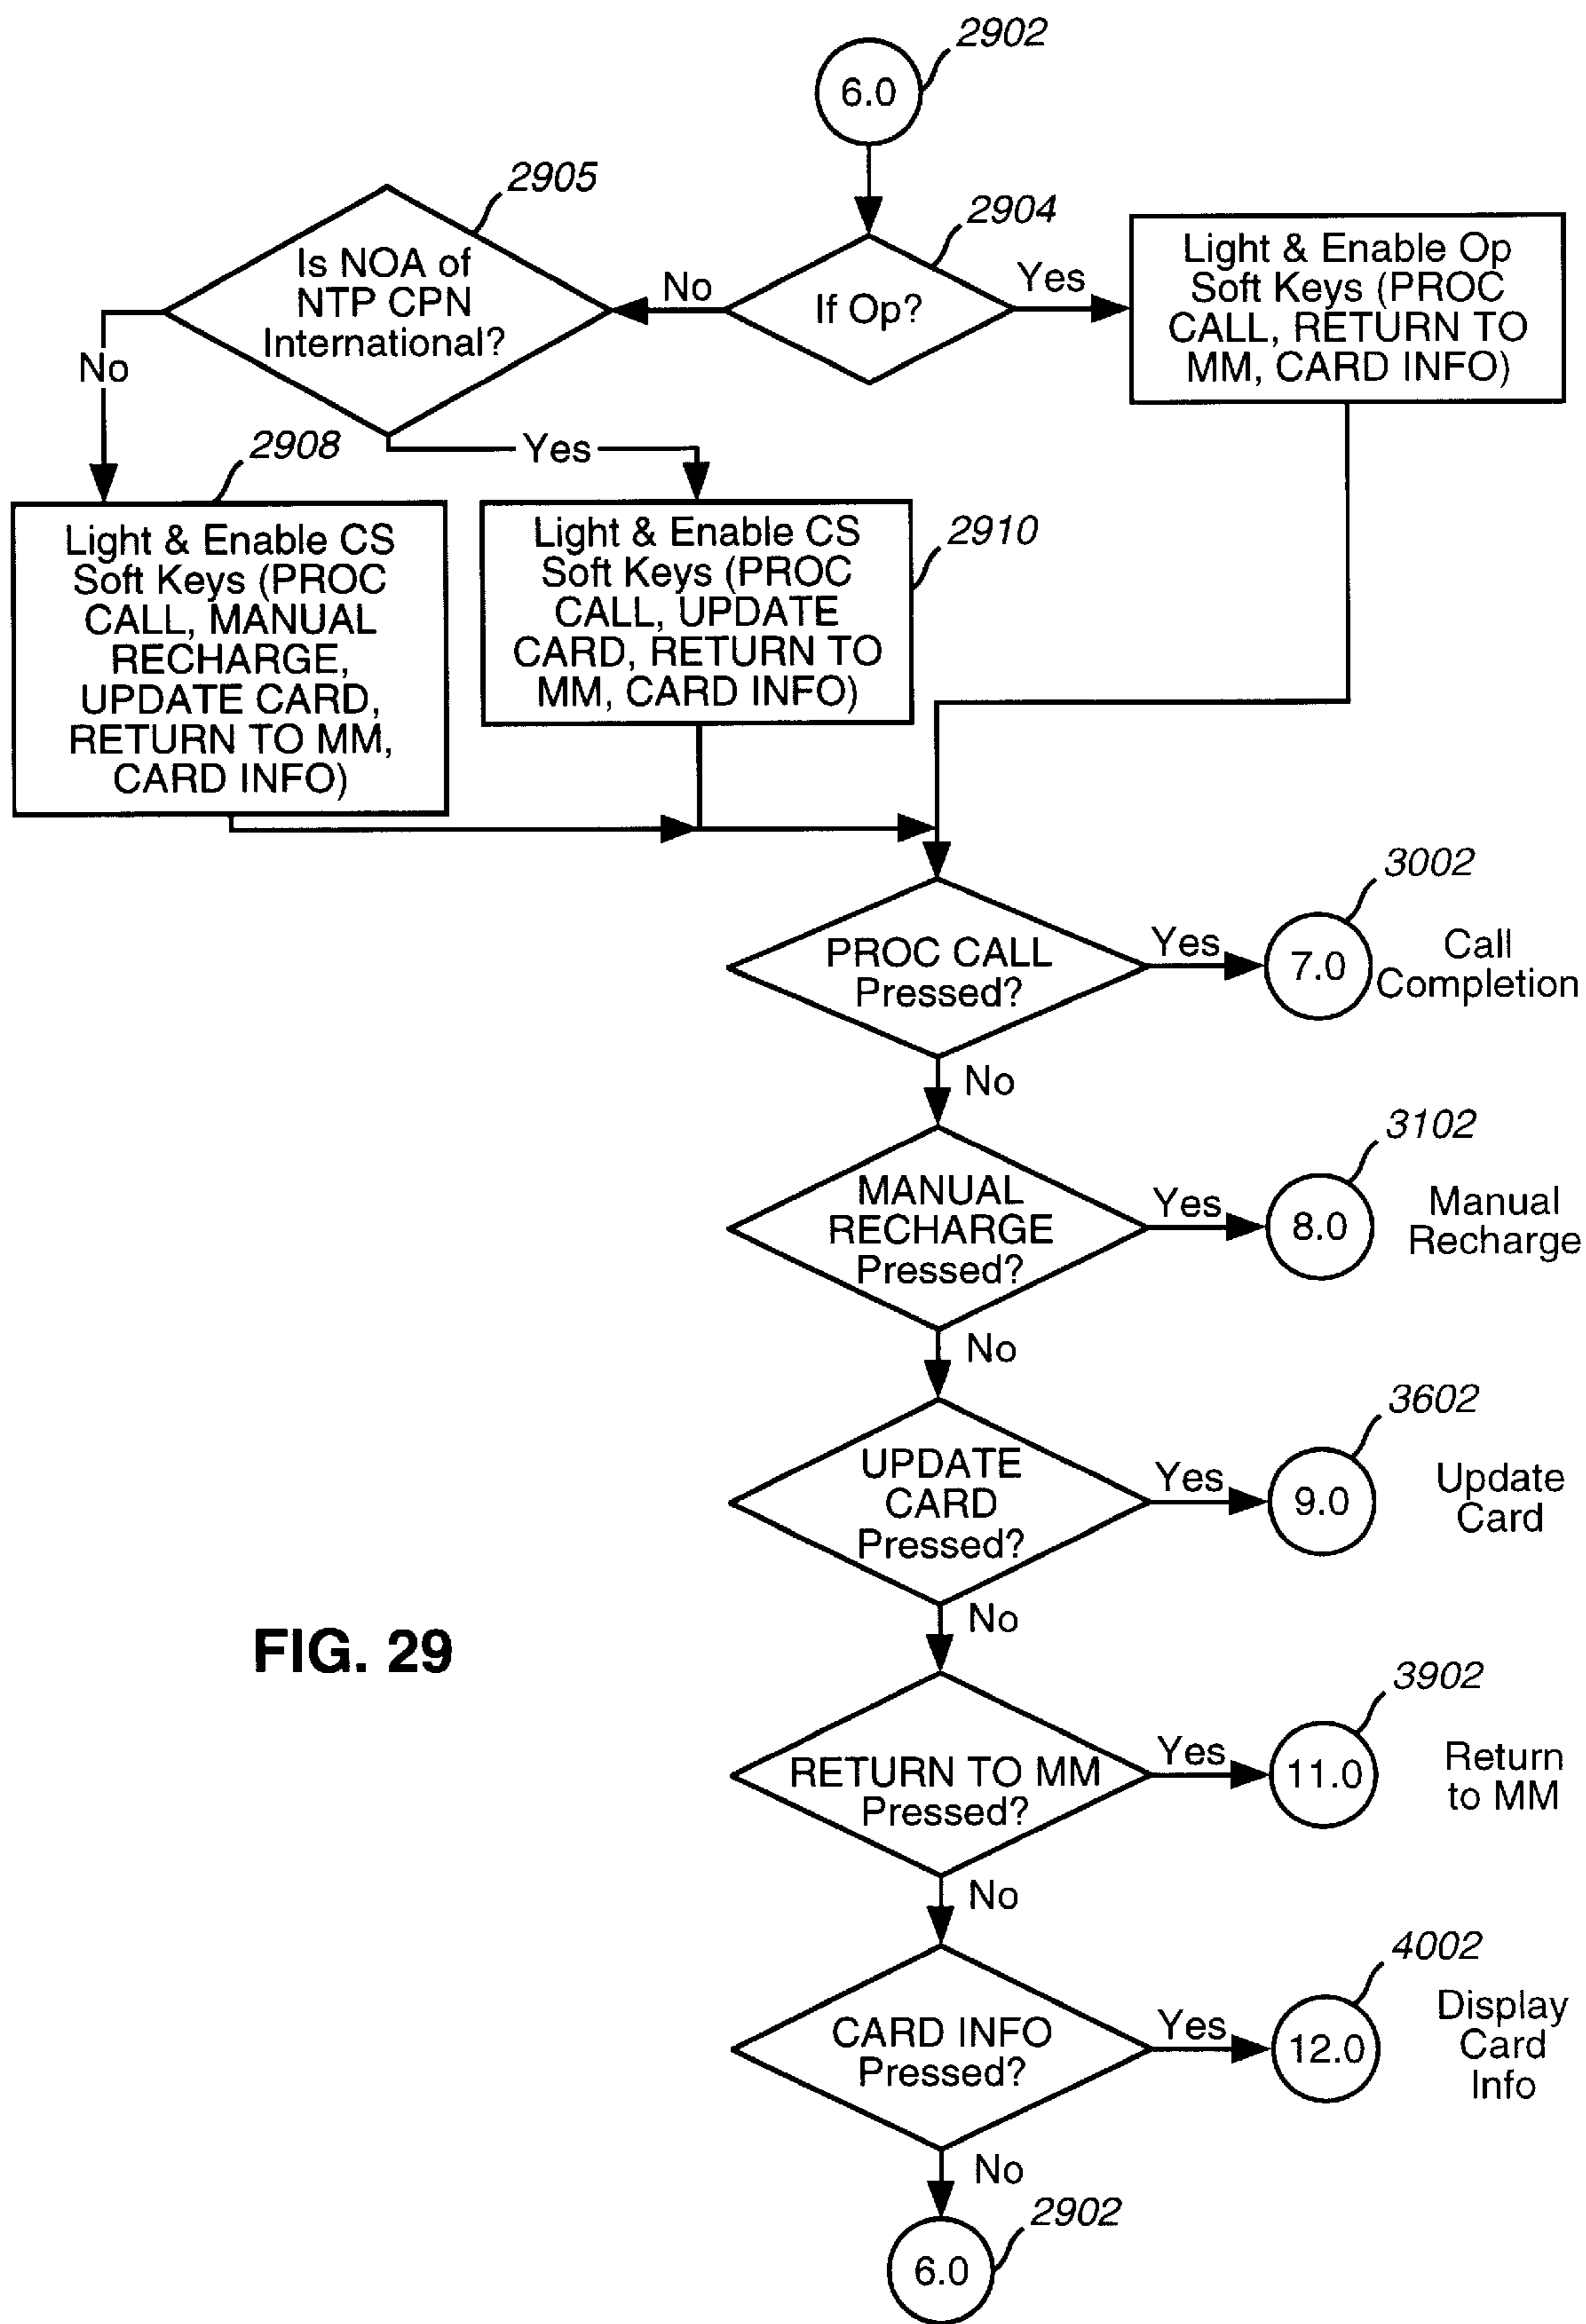 2902
6.0
2905
2904
Is NOA of
NTP CPN
International?
No
If Op?
Yes
Light & Enable Op
Soft Keys (PROC
CALL, RETURN TO
MM, CARD INFO)
No
Yes
2908
Light & Enable CS
Soft Keys (PROC
CALL, MANUAL
RECHARGE,
UPDATE CARD,
RETURN TO MM,
CARD INFO)
Light & Enable CS
Soft Keys (PROC
CALL, UPDATE
CARD, RETURN TO
MM, CARD INFO)
2910
PROC CALL
Pressed?
Yes
3002
7.0
Call
Completion
No
MANUAL
RECHARGE
Pressed?
Yes
3102
8.0
Manual
Recharge
No
UPDATE
CARD
Pressed?
Yes
3602
9.0
Update
Card
No
FIG. 29
RETURN TO MM
Pressed?
Yes
3902
11.0
Return
to MM
No
CARD INFO
Pressed?
Yes
4002
12.0
Display
Card
Info
No
2902
6.0